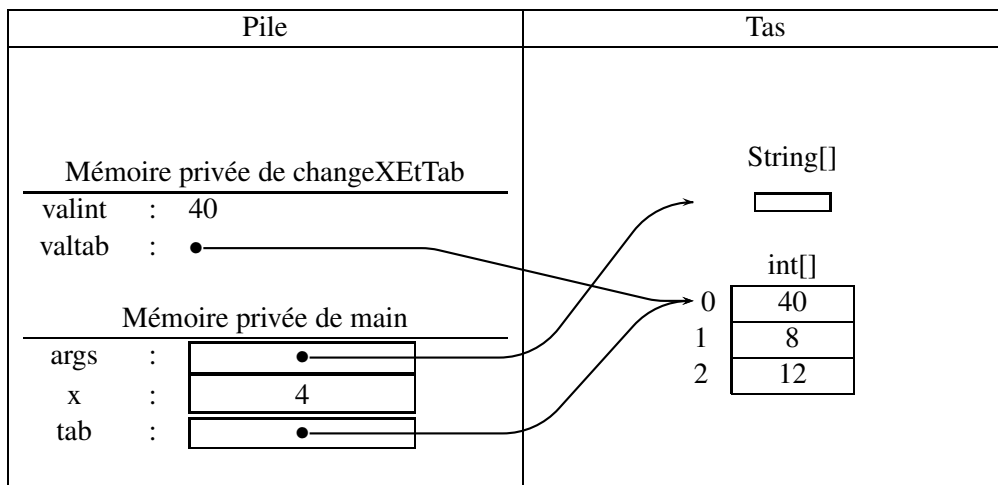 Pile Tas
Mémoire privée de changeXEtTab
valint : 40
valtab :
Mémoire privée de main
args :
x : 4
tab :
String[]
int[]
0 40
1 8
2 12